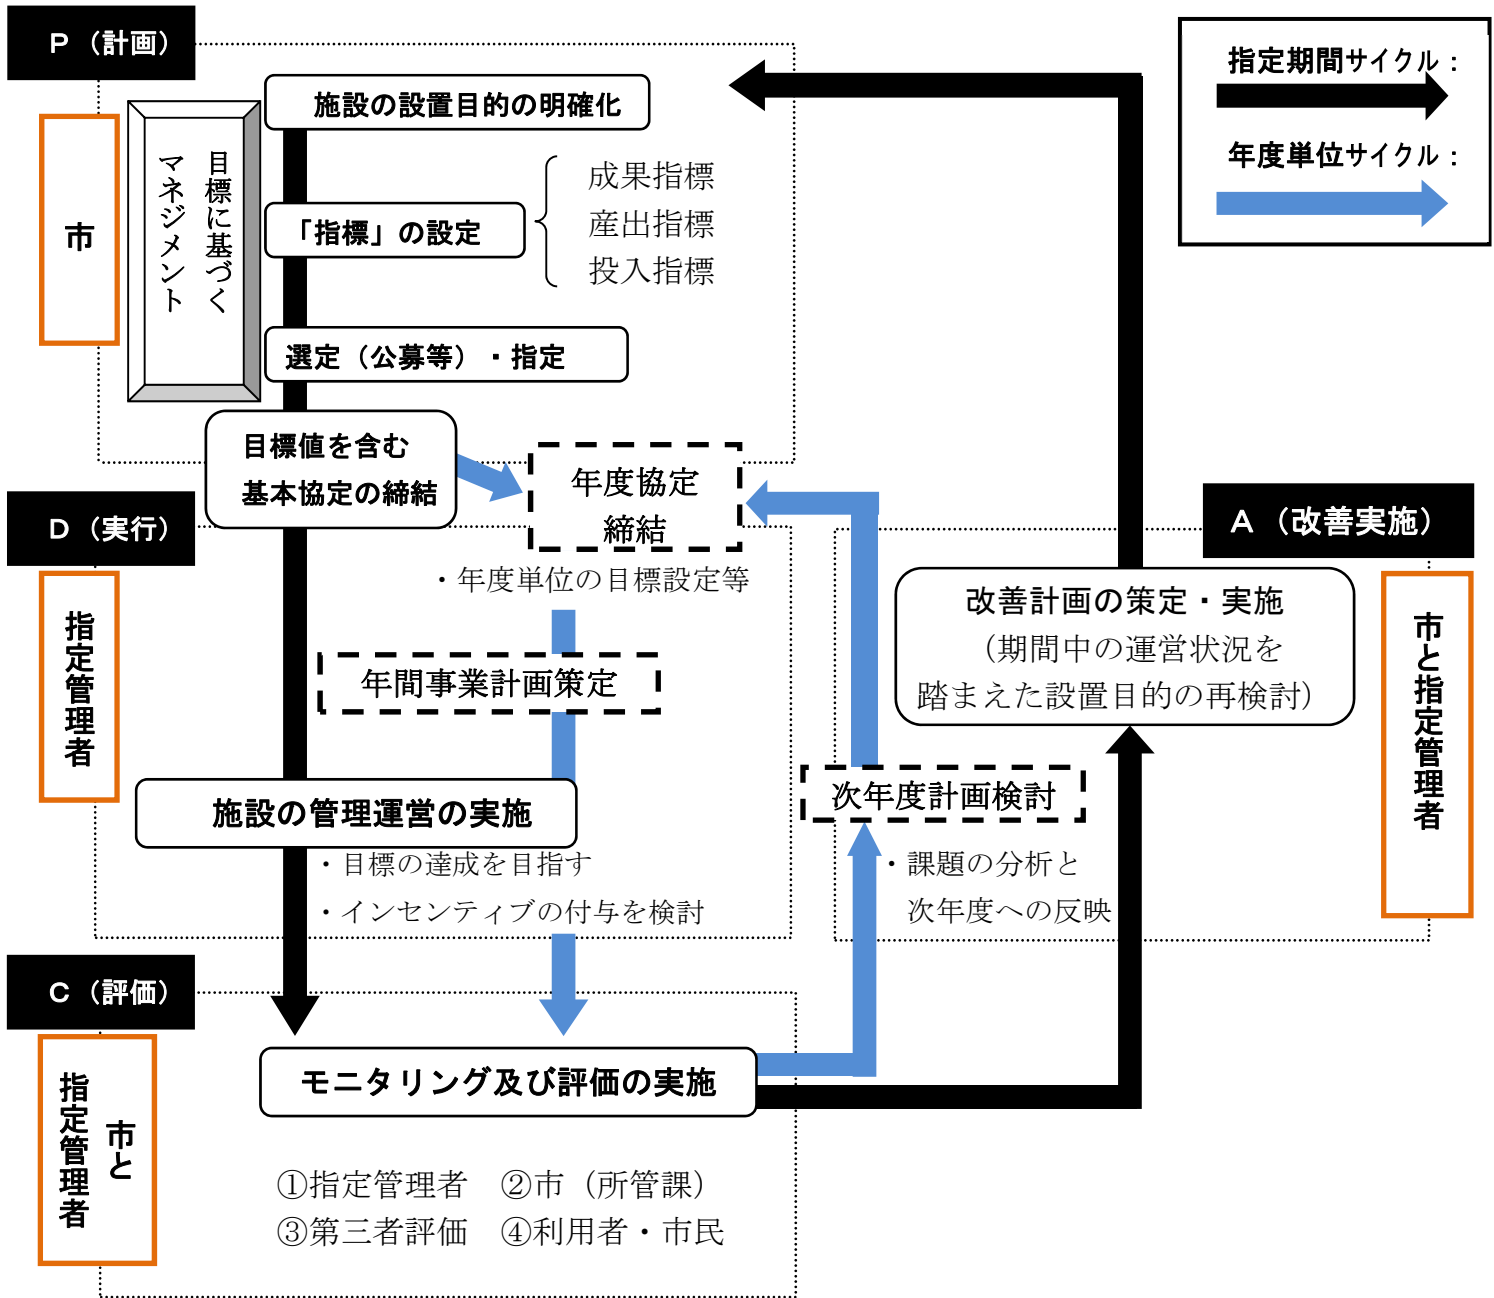 P（計画）
指定期間サイクル：
年度単位サイクル：
市
目標に基づく
マネジメント
施設の設置目的の明確化
「指標」の設定
成果指標
産出指標
投入指標
選定（公募等）・指定
目標値を含む
基本協定の締結
年度協定
締結
・年度単位の目標設定等
D（実行）
指定管理者
年間事業計画策定
施設の管理運営の実施
・目標の達成を目指す
・インセンティブの付与を検討
A（改善実施）
市と指定管理者
改善計画の策定・実施
（期間中の運営状況を
踏まえた設置目的の再検討）
次年度計画検討
・課題の分析と
次年度への反映
C（評価）
市と
指定管理者
モニタリング及び評価の実施
①指定管理者　②市（所管課）
③第三者評価　④利用者・市民